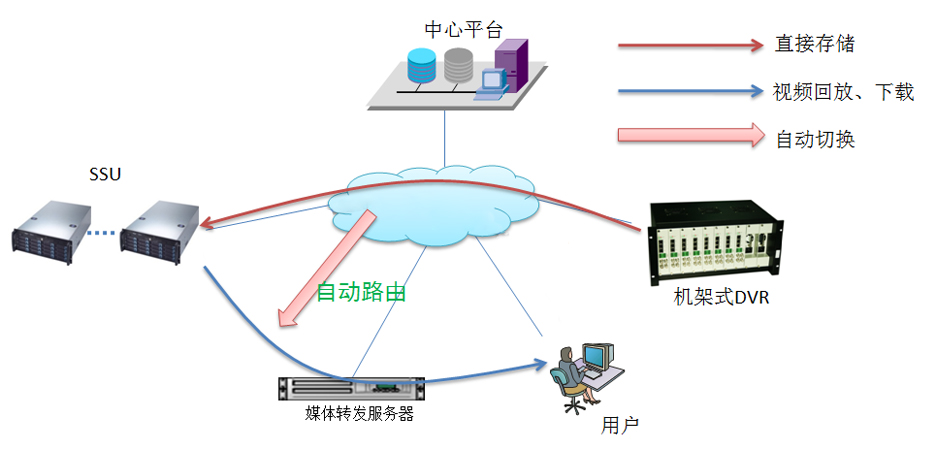 中心平台
直接存储
视频回放、下载
自动切换
SSU
自动路由
机架式DVR
媒体转发服务器
用户